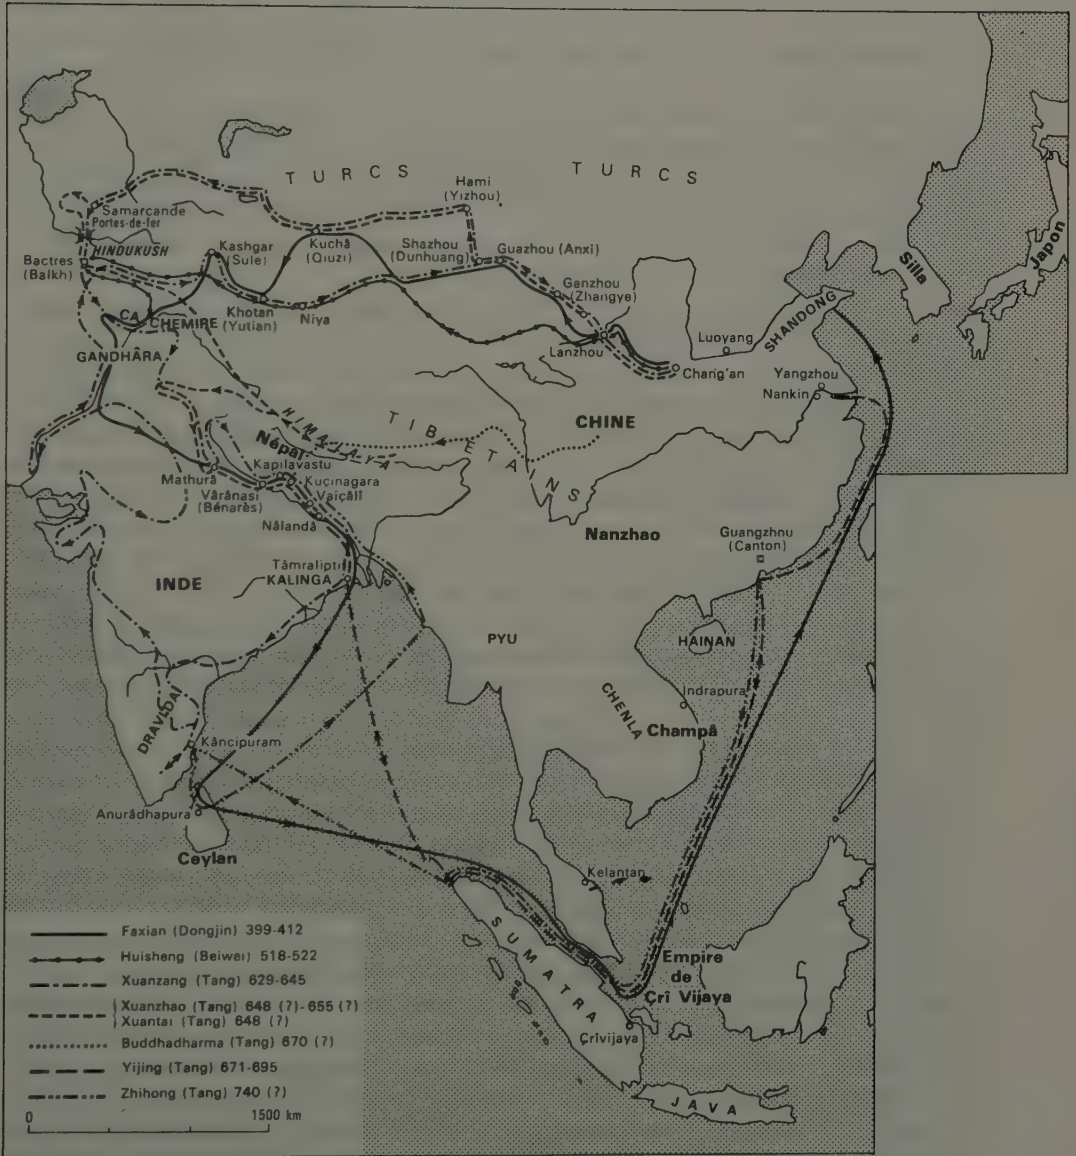 TURCS
TURCS
Hami
(Yizhou)
Samarcande
Portes-de-fer
HINDUKUSH
Bactres
(Balkh)
Kashgar
(Sule)
Kuchâ
(Qiuzi)
Shazhou
(Dunhuang)
Guazhou (Anxi)
Ganzhou
(Zhangye)
Khotan
(Yutian)
Niya
CACHEMIRE
GANDHÂRA
Lanzhou
Chang'an
Luoyang
SHANDONG
Silla
Japon
Yangzhou
Nankin
CHINE
TIBETAINS
HIMALAYA
Népal
Kapilavastu
Kuçinagara
Vaiçâlî
Mathurâ
Vârânasi
(Bénarès)
Nâlandâ
Nanzhao
Guangzhou
(Canton)
Tâmralipti
KALINGA
INDE
PYU
HAINAN
Indrapura
CHENLA
Champâ
DRAVIDA
Kâncipuram
Anurâdhapura
Ceylan
Kelantan
SUMATRA
Empire
de
Çrî Vijaya
Çrîvijaya
JAVA
Faxian (Dongjin) 399-412
Huisheng (Beiwei) 518-522
Xuanzang (Tang) 629-645
Xuanzhao (Tang) 648 (?)-655 (?)
Xuantai (Tang) 648 (?)
Buddhadharma (Tang) 670 (?)
Yijing (Tang) 671-695
Zhihong (Tang) 740 (?)
0 1500 km